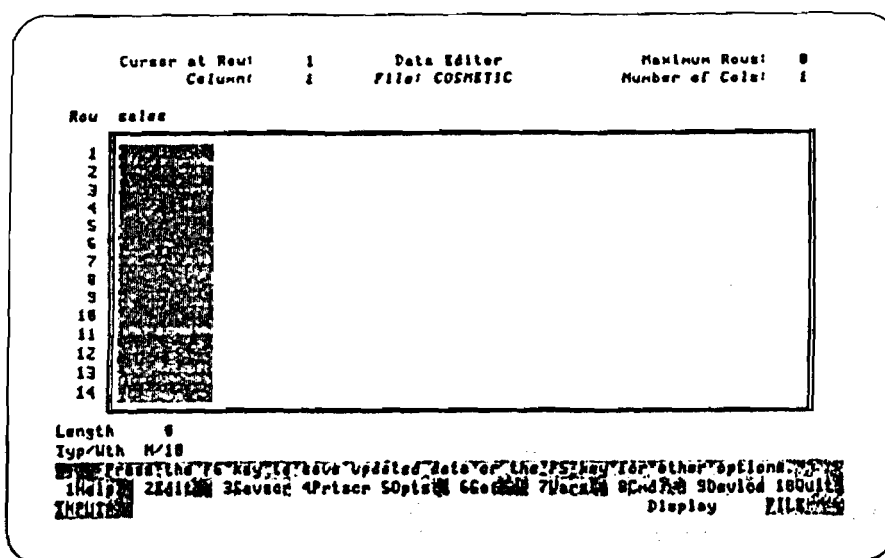 Cursor at Row: 1 Data Editor Maximum Rows: 0
Column: 1 File: COSMETIC Number of Cols: 1
Row sales
1
2
3
4
5
6
7
8
9
10
11
12
13
14
Length 0
Typ/Wth N/10
Press the F6 key to save updated data or the F5 key for other options.
1Help 2Edit 3Savscr 4Prtscr 5Opts 6 7Vars 8Cmd 9Devlod 10Quit
INPUT Display FILE